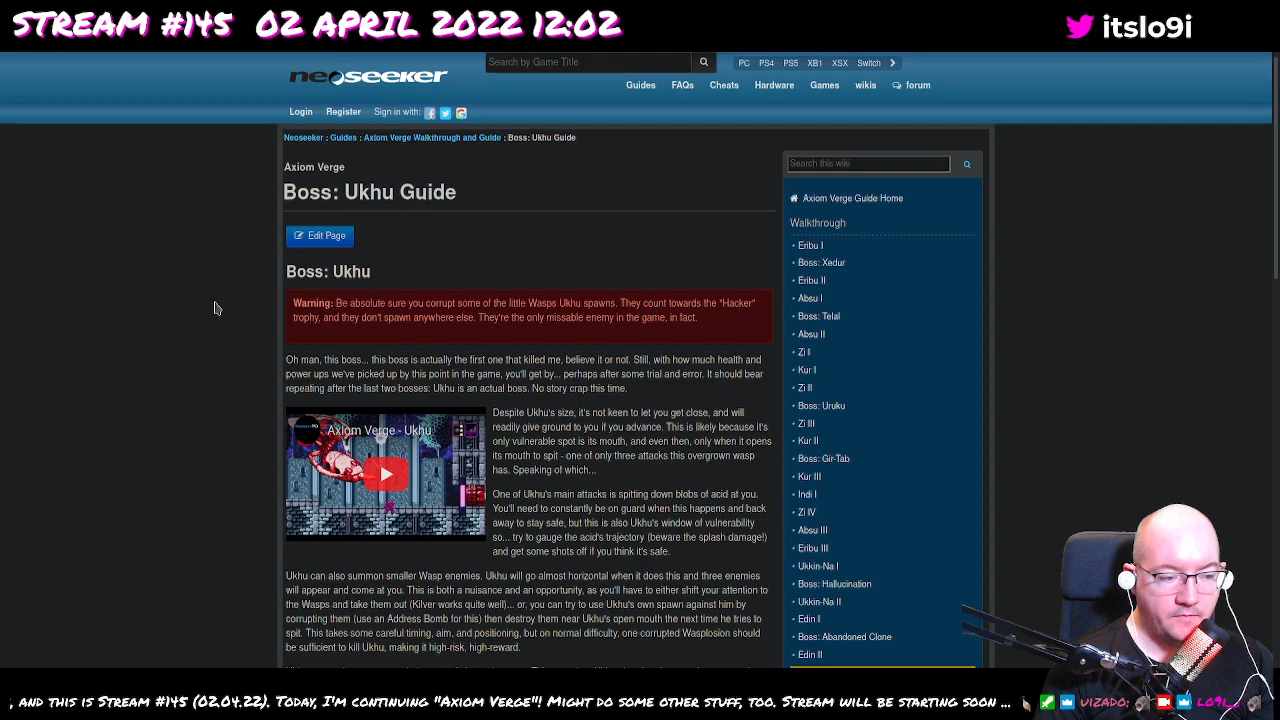 STREAM #145 02 APRIL 2022 12:02
itslo9i
neoseeker
Search by Game Title
PC PS4 PS5 XB1 XSX Switch
Guides FAQs Cheats Hardware Games wikis forum
Login Register Sign in with:
Neoseeker : Guides : Axiom Verge Walkthrough and Guide : Boss: Ukhu Guide
Axiom Verge
Boss: Ukhu Guide
Edit Page
Boss: Ukhu
Warning: Be absolute sure you corrupt some of the little Wasps Ukhu spawns. They count towards the "Hacker"
trophy, and they don't spawn anywhere else. They're the only missable enemy in the game, in fact.
Oh man, this boss... this boss is actually the first one that killed me, believe it or not. Still, with how much health and
power ups we've picked up by this point in the game, you'll get by... perhaps after some trial and error. It should bear
repeating after the last two bosses: Ukhu is an actual boss. No story crap this time.
Axiom Verge - Ukhu
Despite Ukhu's size, it's not keen to let you get close, and will
readily give ground to you if you advance. This is likely because it's
only vulnerable spot is its mouth, and even then, only when it opens
its mouth to spit - one of only three attacks this overgrown wasp
has. Speaking of which...
One of Ukhu's main attacks is spitting down blobs of acid at you.
You'll need to constantly be on guard when this happens and back
away to stay safe, but this is also Ukhu's window of vulnerability
so... try to gauge the acid's trajectory (beware the splash damage!)
and get some shots off if you think it's safe.
Ukhu can also summon smaller Wasp enemies. Ukhu will go almost horizontal when it does this and three enemies
will appear and come at you. This is both a nuisance and an opportunity, as you'll have to either shift your attention to
the Wasps and take them out (Kilver works quite well)... or, you can try to use Ukhu's own spawn against him by
corrupting them (use an Address Bomb for this) then destroy them near Ukhu's open mouth the next time he tries to
spit. This takes some careful timing, aim, and positioning, but on normal difficulty, one corrupted Wasplosion should
be sufficient to kill Ukhu, making it high-risk, high-reward.
Search this wiki
Axiom Verge Guide Home
Walkthrough
Eribu I
Boss: Xedur
Eribu II
Absu I
Boss: Telal
Absu II
Zi I
Kur I
Zi II
Boss: Uruku
Zi III
Kur II
Boss: Gir-Tab
Kur III
Indi I
Zi IV
Absu III
Eribu III
Ukkin-Na I
Boss: Hallucination
Ukkin-Na II
Edin I
Boss: Abandoned Clone
Edin II
, and this is Stream #145 (02.04.22). Today, I'm continuing "Axiom Verge"! Might do some other stuff, too. Stream will be starting soon ...
vizado: